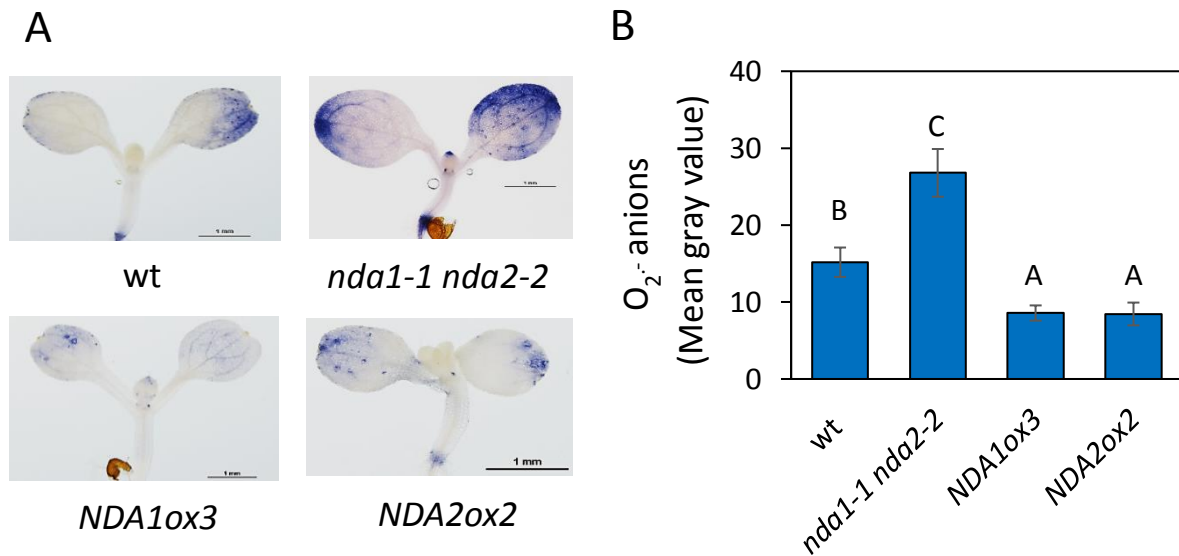 A
1 mm
1 mm
wt
nda1-1 nda2-2
1 mm
1 mm
NDA1ox3
NDA2ox2
B
O2.- anions
(Mean gray value)
40
30
20
10
0
B
C
A
A
wt
nda1-1 nda2-2
NDA1ox3
NDA2ox2